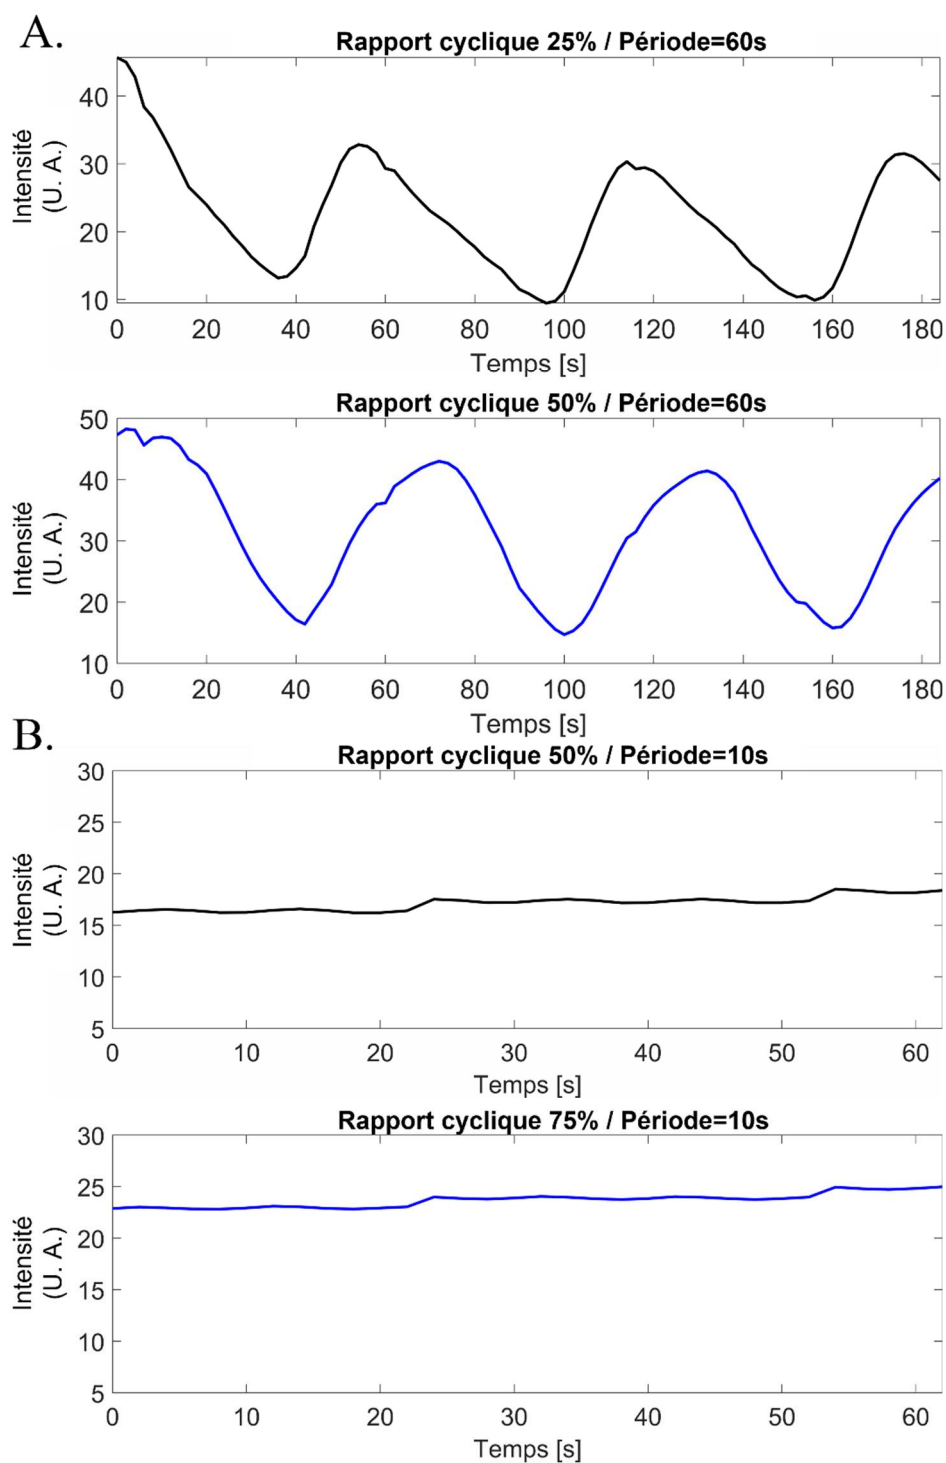 A.
Rapport cyclique 25% / Période=60s
40
30
20
10
Intensité
(U. A.)
0 20 40 60 80 100 120 140 160 180
Temps [s]
Rapport cyclique 50% / Période=60s
50
40
30
20
10
Intensité
(U. A.)
0 20 40 60 80 100 120 140 160 180
Temps [s]
B.
Rapport cyclique 50% / Période=10s
30
25
20
15
10
5
Intensité
(U. A.)
0 10 20 30 40 50 60
Temps [s]
Rapport cyclique 75% / Période=10s
30
25
20
15
10
5
Intensité
(U. A.)
0 10 20 30 40 50 60
Temps [s]